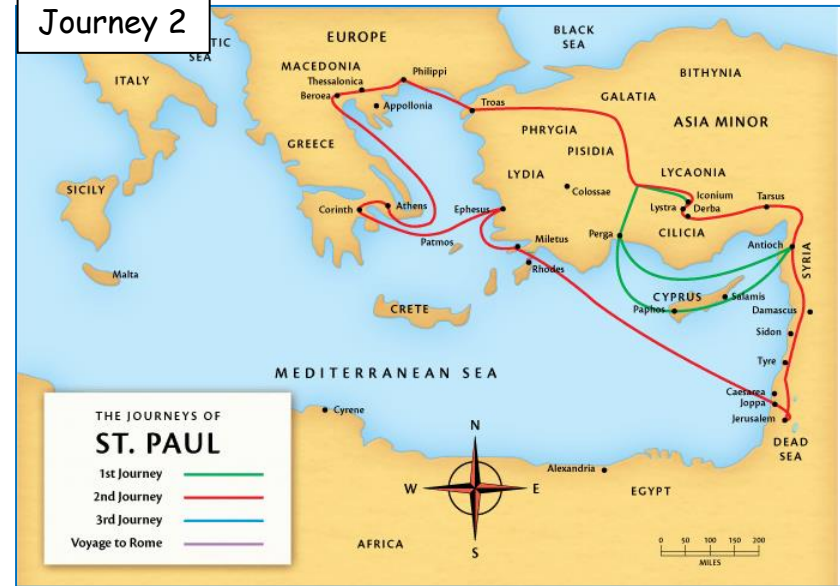 Journey 2
TIC
SEA
EUROPE
BLACK
SEA
MACEDONIA
Thessalonica
Philippi
Beroea
Appollonia
ITALY
BITHYNIA
GALATIA
Troas
ASIA MINOR
PHRYGIA
PISIDIA
GREECE
LYDIA
LYCAONIA
Colossae
Iconium
Tarsus
SICILY
Lystra
Derba
Corinth
Athens
Ephesus
CILICIA
Perga
Patmos
Miletus
Antioch
SYRIA
Rhodes
Malta
CYPRUS
Salamis
Paphos
Damascus
CRETE
Sidon
Tyre
MEDITERRANEAN SEA
Caesarea
Joppa
Jerusalem
DEAD
SEA
Cyrene
THE JOURNEYS OF
ST. PAUL
1st Journey
2nd Journey
3rd Journey
Voyage to Rome
N
W
E
S
Alexandria
EGYPT
AFRICA
0 50 100 150 200
MILES